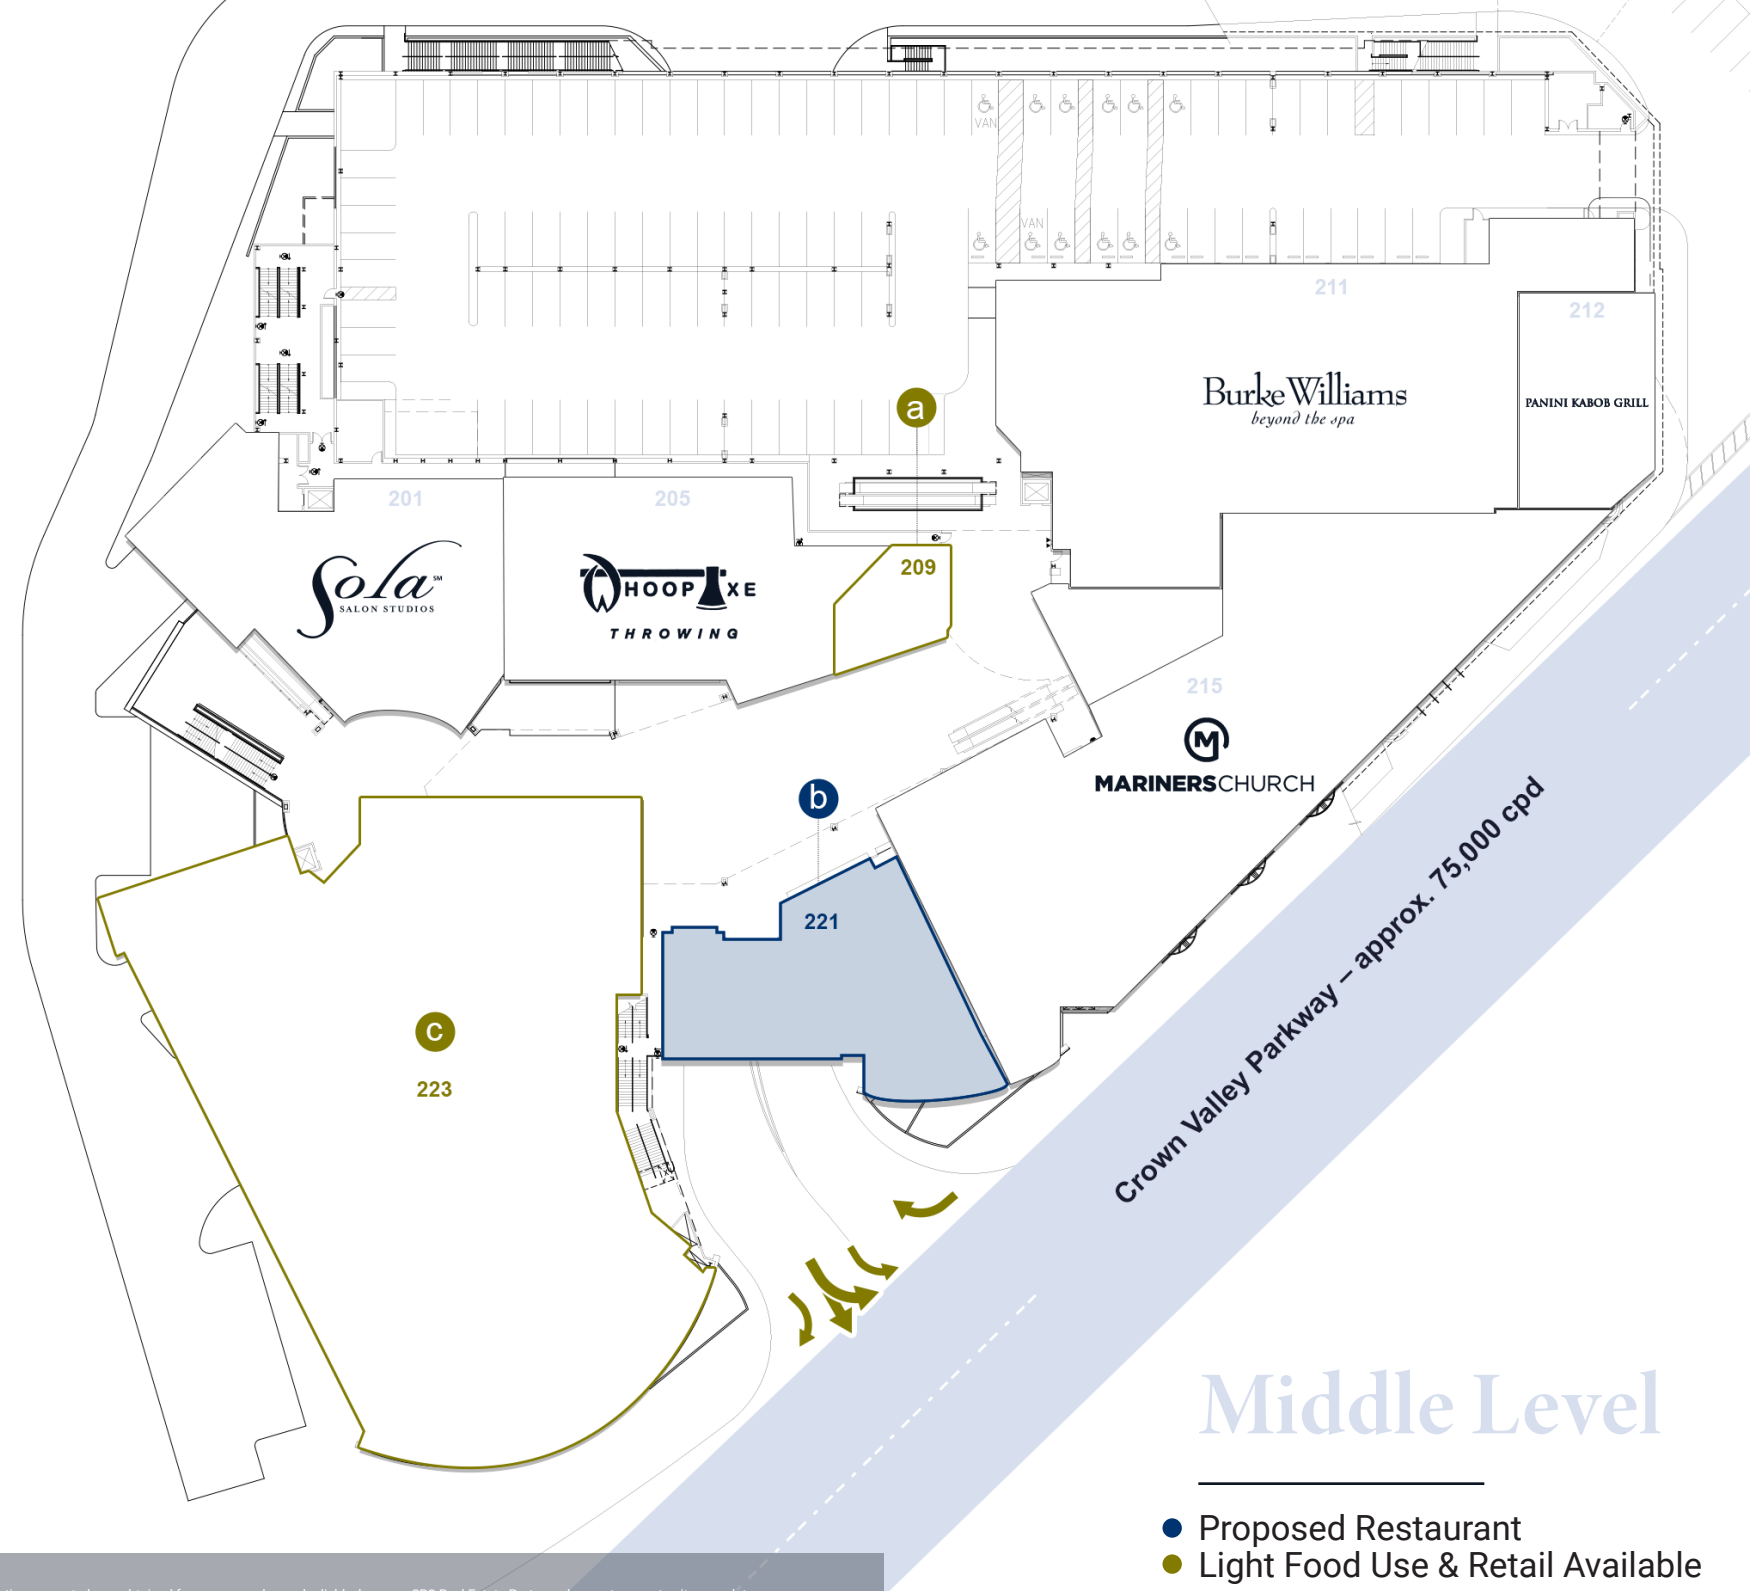 VAN
VAN
211
212
a
Burke Williams
beyond the spa
PANINI KABOB GRILL
201
205
209
Sola SM
SALON STUDIOS
WHOOP AXE
THROWING
215
M
MARINERSCHURCH
b
221
c
223
Crown Valley Parkway – approx. 75,000 cpd
Middle Level
Proposed Restaurant
Light Food Use & Retail Available